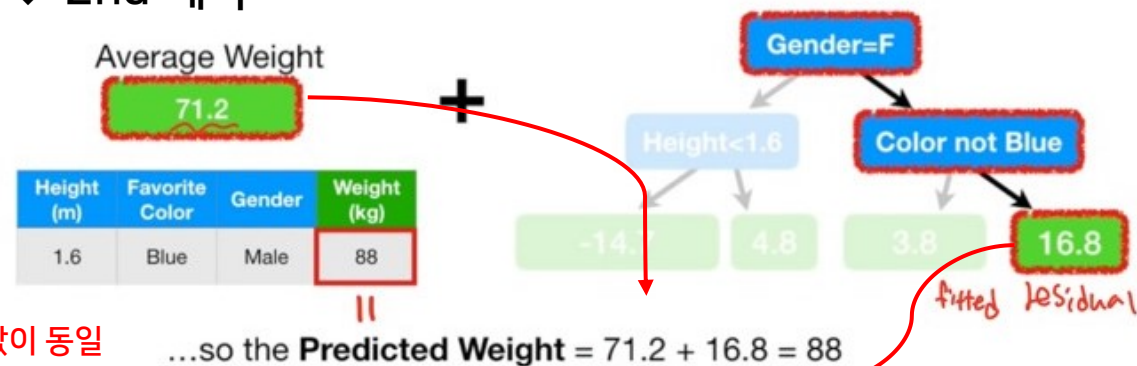 Average Weight
71.2
+
Gender=F
Height<1.6
Color not Blue
-14.7
4.8
3.8
16.8
fitted residual
Height (m)
Favorite Color
Gender
Weight (kg)
1.6
Blue
Male
88
값이 동일
...so the Predicted Weight = 71.2 + 16.8 = 88